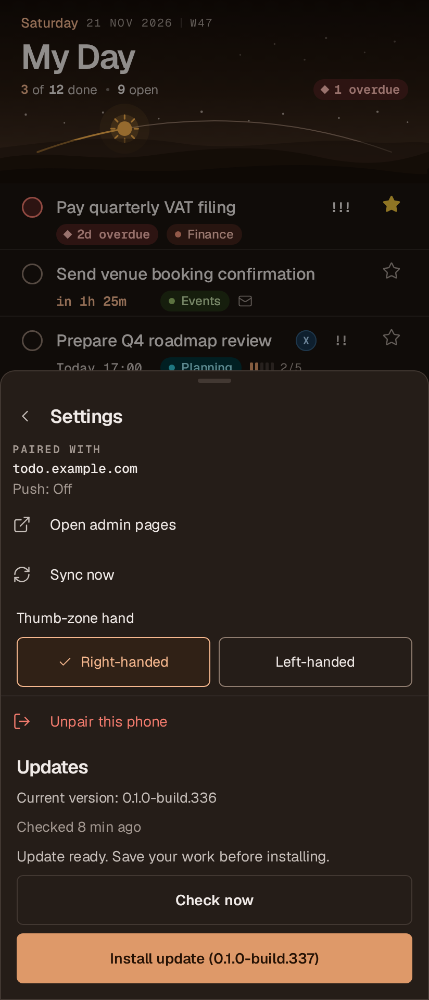 Saturday 21 NOV 2026 | W47
My Day
3 of 12 done • 9 open
1 overdue
Pay quarterly VAT filing !!!
2d overdue Finance
Send venue booking confirmation
in 1h 25m Events
Prepare Q4 roadmap review X !!
Today 17:00 Planning 2/5
Settings
PAIRED WITH
todo.example.com
Push: Off
Open admin pages
Sync now
Thumb-zone hand
Right-handed Left-handed
Unpair this phone
Updates
Current version: 0.1.0-build.336
Checked 8 min ago
Update ready. Save your work before installing.
Check now
Install update (0.1.0-build.337)